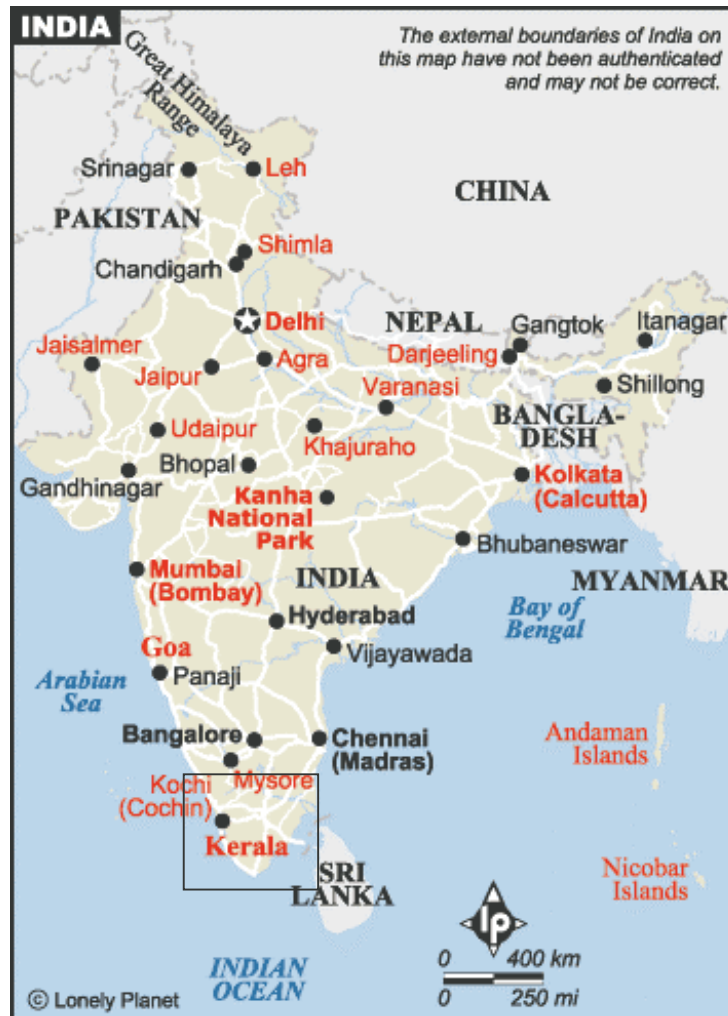 INDIA
The external boundaries of India on
this map have not been authenticated
and may not be correct.
Great Himalaya
Range
Srinagar
Leh
CHINA
PAKISTAN
Shimla
Chandigarh
Delhi
NEPAL
Gangtok
Itanagar
Jaisalmer
Jaipur
Agra
Darjeeling
Varanasi
Shillong
Udaipur
Khajuraho
BANGLA-
DESH
Bhopal
Gandhinagar
Kanha
National
Park
Kolkata
(Calcutta)
Bhubaneswar
Mumbai
(Bombay)
INDIA
MYANMAR
Hyderabad
Bay of
Bengal
Goa
Vijayawada
Panaji
Arabian
Sea
Bangalore
Chennai
(Madras)
Andaman
Islands
Mysore
Kochi
(Cochin)
Kerala
SRI
LANKA
Nicobar
Islands
lp
0 400 km
0 250 mi
INDIAN
OCEAN
© Lonely Planet